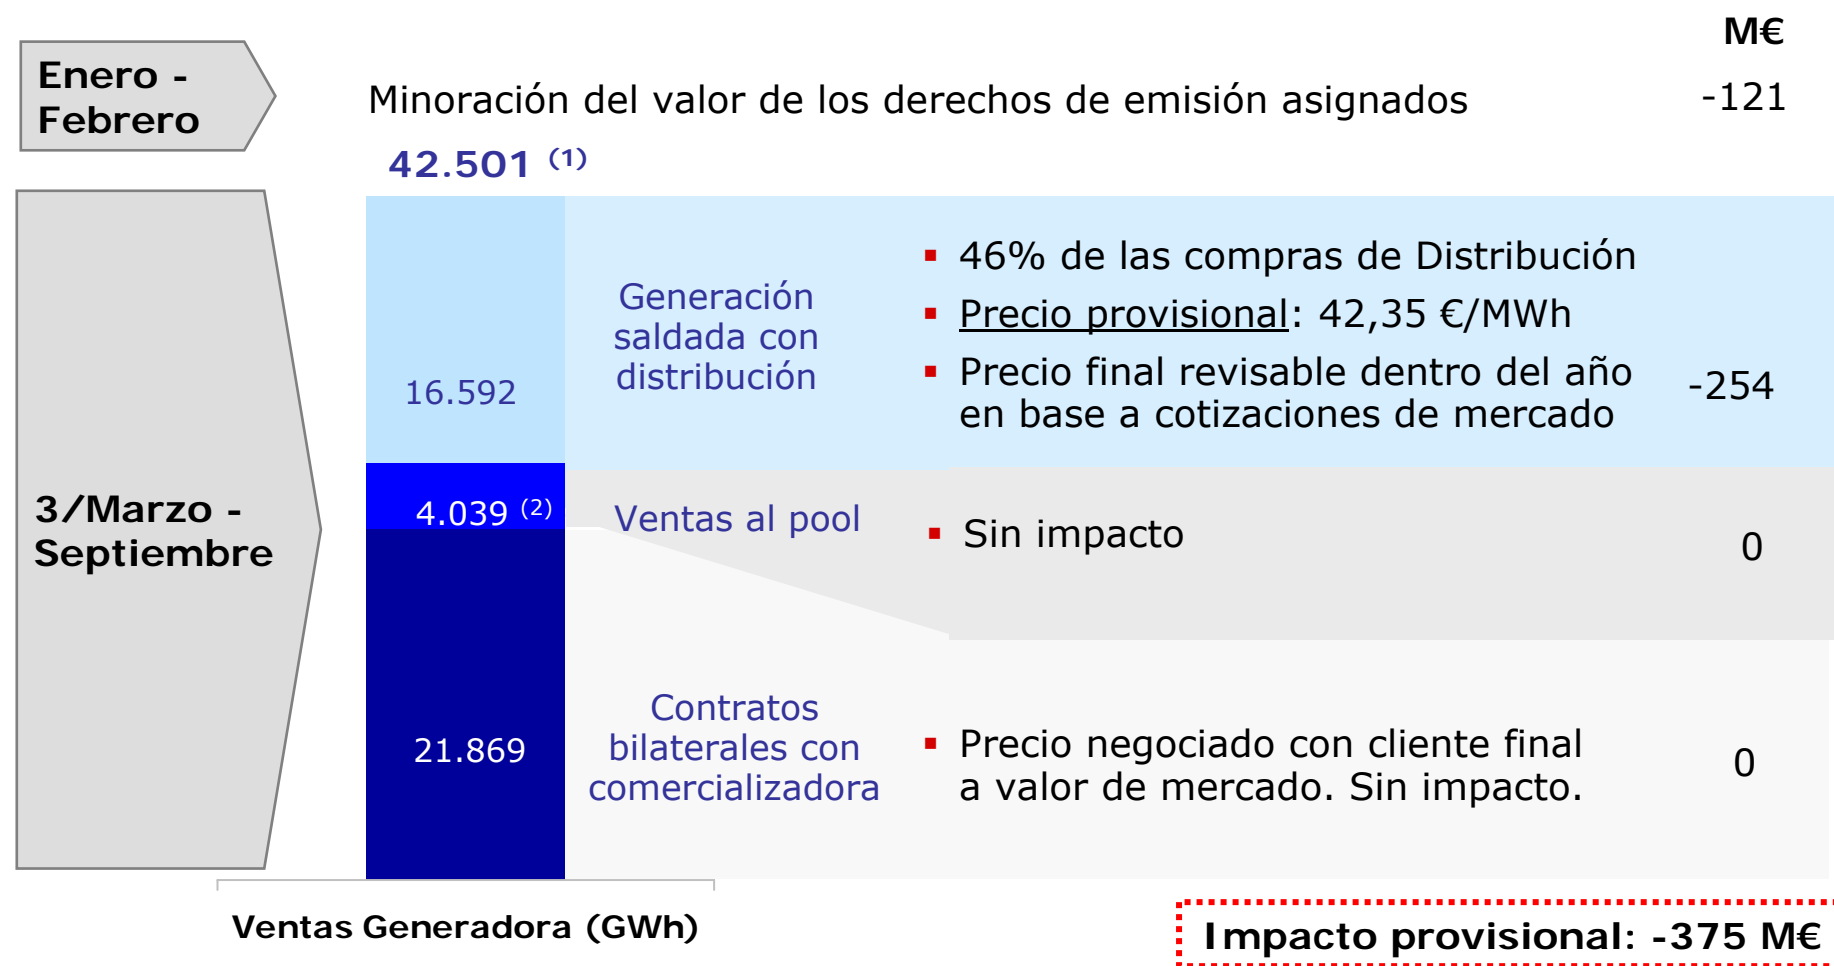 M€
Enero -
Febrero
Minoración del valor de los derechos de emisión asignados
-121
42.501 (1)
3/Marzo -
Septiembre
16.592
Generación
saldada con
distribución
46% de las compras de Distribución
Precio provisional: 42,35 €/MWh
Precio final revisable dentro del año
en base a cotizaciones de mercado
-254
4.039 (2)
Ventas al pool
Sin impacto
0
21.869
Contratos
bilaterales con
comercializadora
Precio negociado con cliente final
a valor de mercado. Sin impacto.
0
Ventas Generadora (GWh)
Impacto provisional: -375 M€